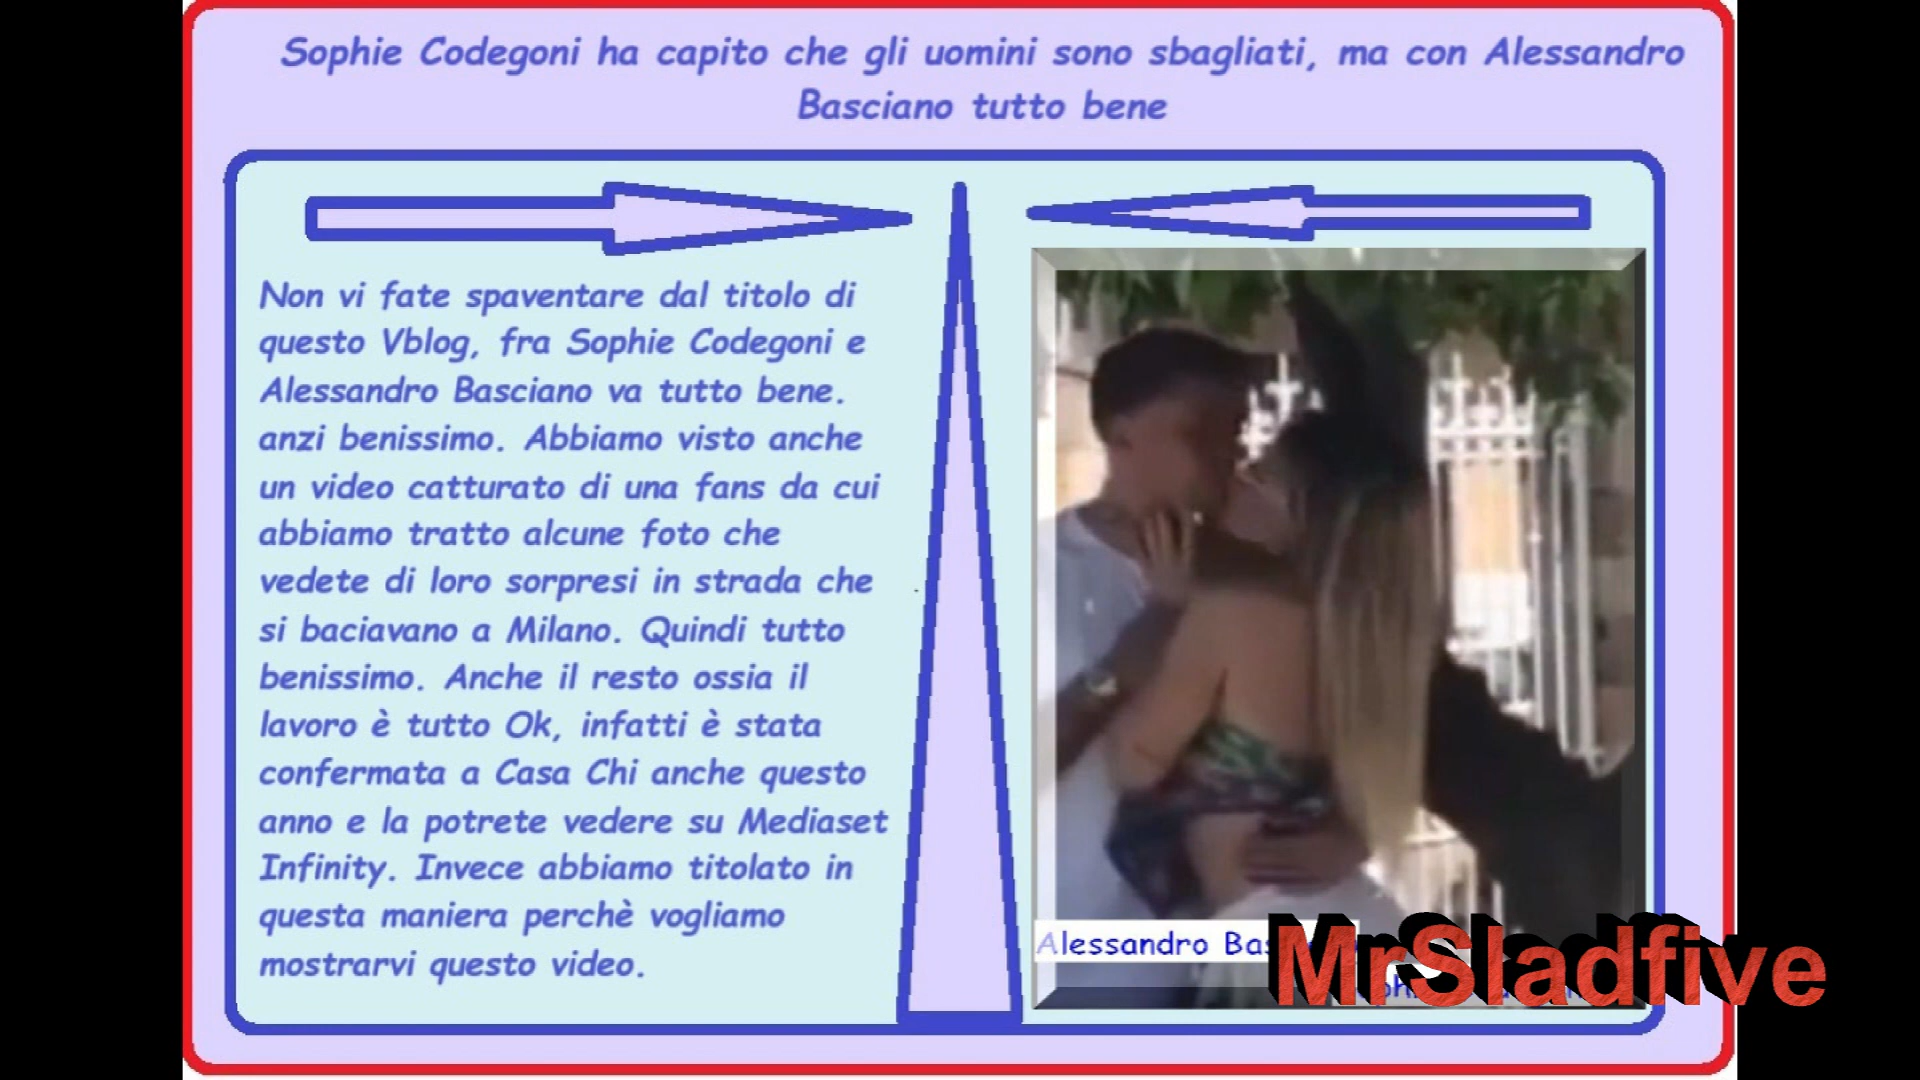 Sophie Codegoni ha capito che gli uomini sono sbagliati, ma con Alessandro
Basciano tutto bene
Non vi fate spaventare dal titolo di
questo Vblog, fra Sophie Codegoni e
Alessandro Basciano va tutto bene.
anzi benissimo. Abbiamo visto anche
un video catturato di una fans da cui
abbiamo tratto alcune foto che
vedete di loro sorpresi in strada che
si baciavano a Milano. Quindi tutto
benissimo. Anche il resto ossia il
lavoro è tutto Ok, infatti è stata
confermata a Casa Chi anche questo
anno e la potrete vedere su Mediaset
Infinity. Invece abbiamo titolato in
questa maniera perchè vogliamo
mostrarvi questo video.
Alessandro
MrSladfive